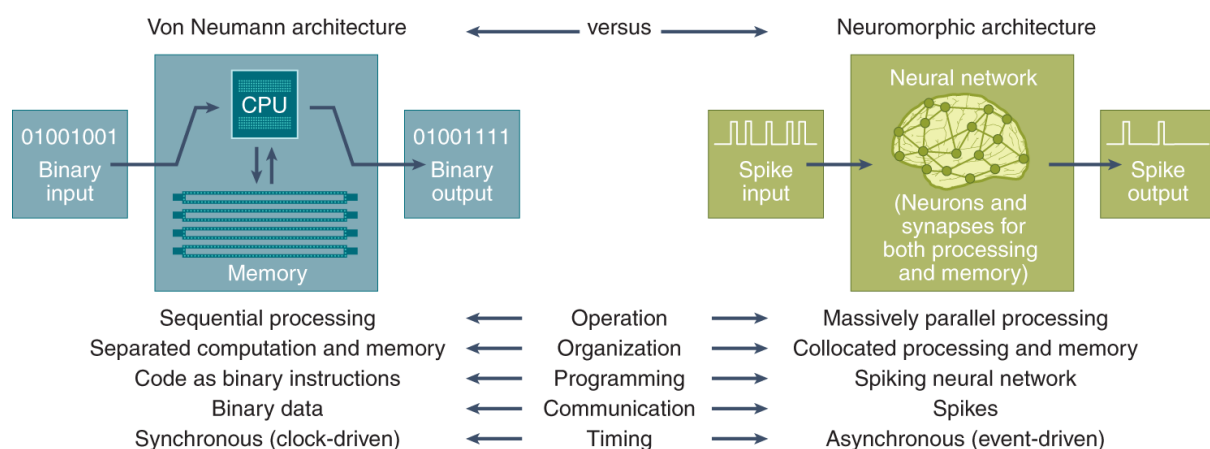 Von Neumann architecture versus Neuromorphic architecture
01001001
Binary
input
CPU
Memory
01001111
Binary
output
Spike
input
Neural network
(Neurons and
synapses for
both processing
and memory)
Spike
output
Sequential processing Operation Massively parallel processing
Separated computation and memory Organization Collocated processing and memory
Code as binary instructions Programming Spiking neural network
Binary data Communication Spikes
Synchronous (clock-driven) Timing Asynchronous (event-driven)